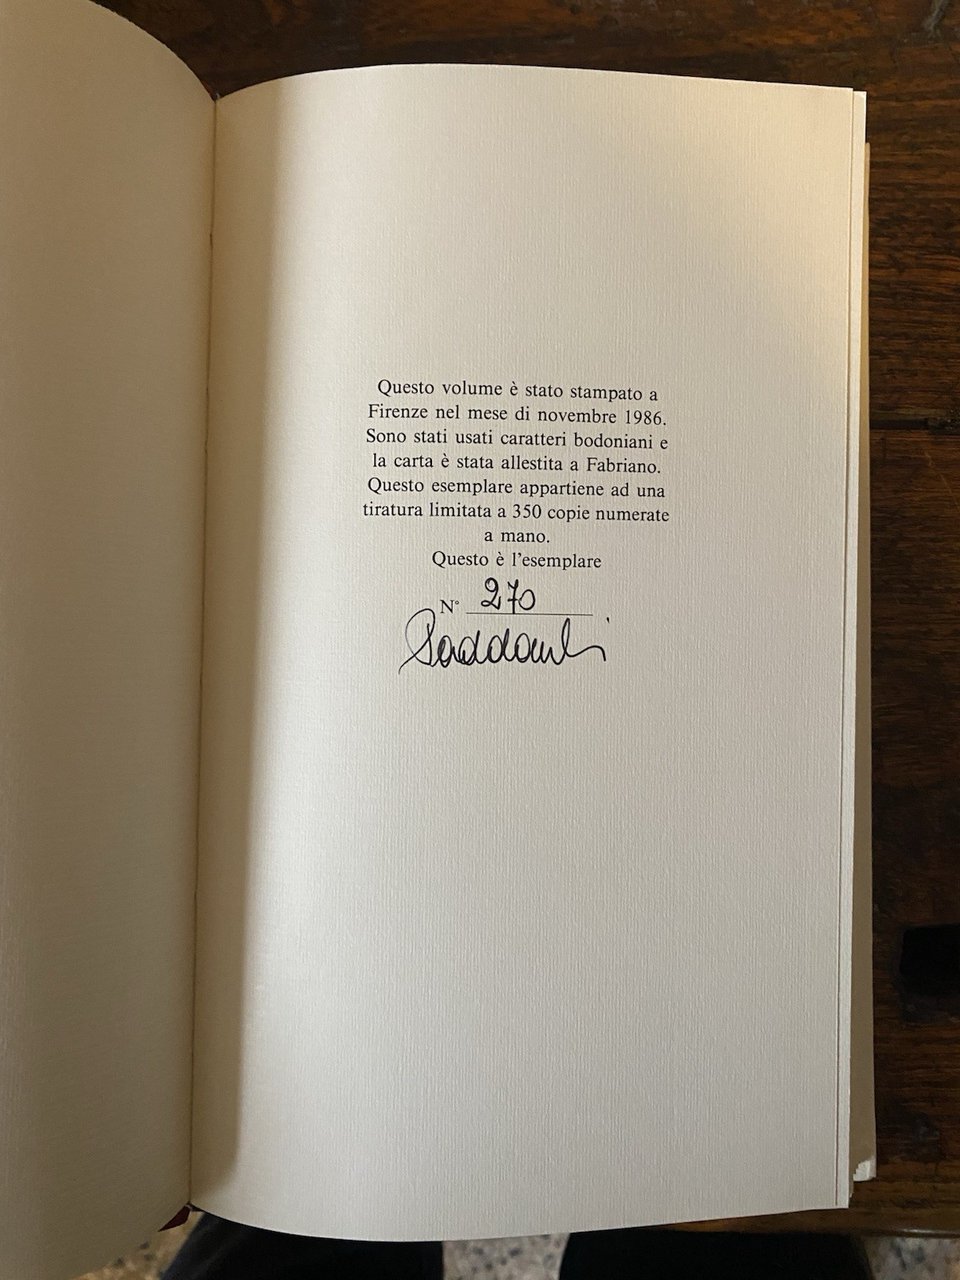 Questo volume è stato stampato a
Firenze nel mese di novembre 1986.
Sono stati usati caratteri bodoniani e
la carta è stata allestita a Fabriano.
Questo esemplare appartiene ad una
tiratura limitata a 350 copie numerate
a mano.
Questo è l'esemplare
N° 270